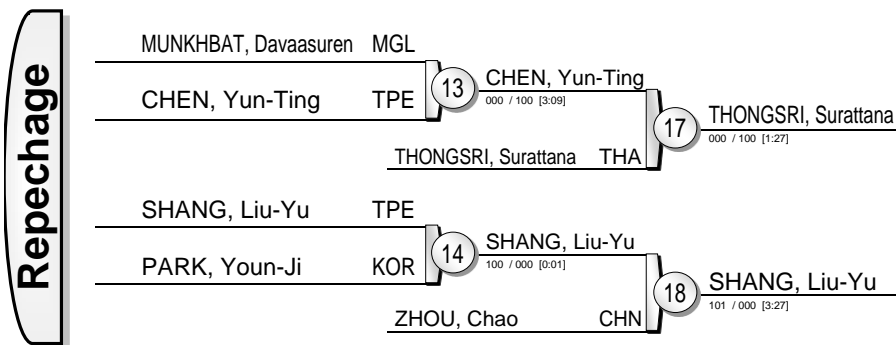 Repechage
MUNKHBAT, Davaasuren MGL
CHEN, Yun-Ting TPE
13
CHEN, Yun-Ting
000 / 100 [3:09]
THONGSRI, Surattana THA
17
THONGSRI, Surattana
000 / 100 [1:27]
SHANG, Liu-Yu TPE
PARK, Youn-Ji KOR
14
SHANG, Liu-Yu
100 / 000 [0:01]
ZHOU, Chao CHN
18
SHANG, Liu-Yu
101 / 000 [3:27]